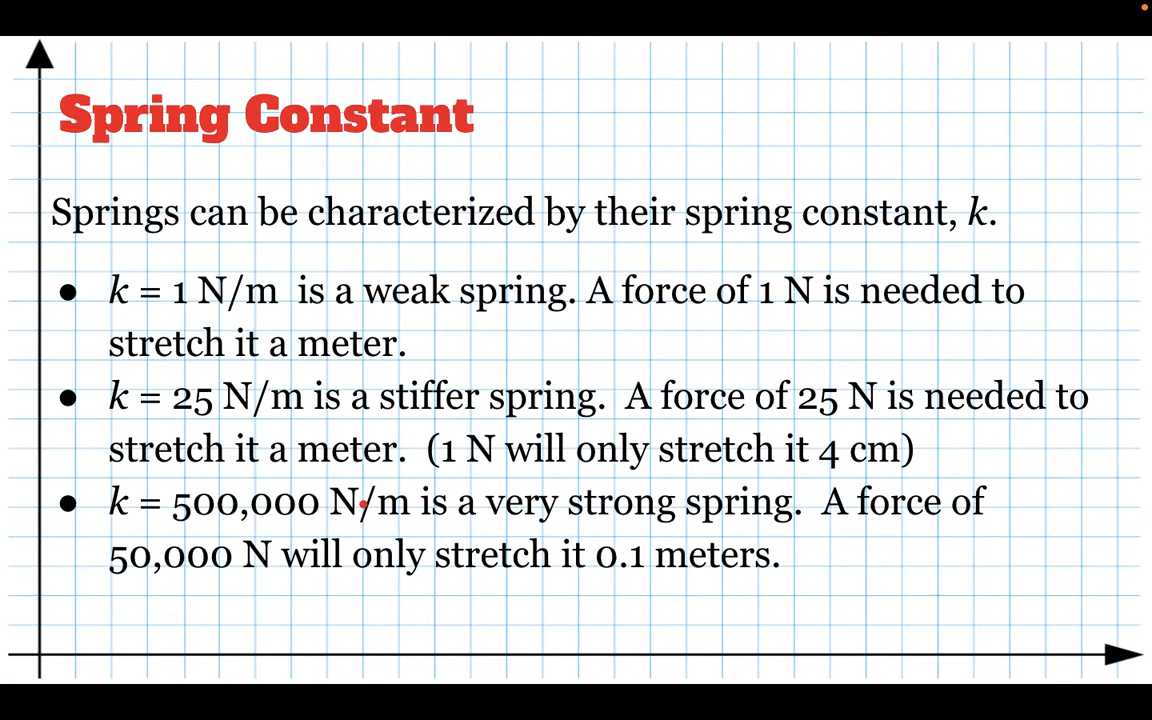 Spring Constant
Springs can be characterized by their spring constant, k.
● k = 1 N/m  is a weak spring. A force of 1 N is needed to
stretch it a meter.
● k = 25 N/m is a stiffer spring.  A force of 25 N is needed to
stretch it a meter.  (1 N will only stretch it 4 cm)
● k = 500,000 N/m is a very strong spring.  A force of
50,000 N will only stretch it 0.1 meters.